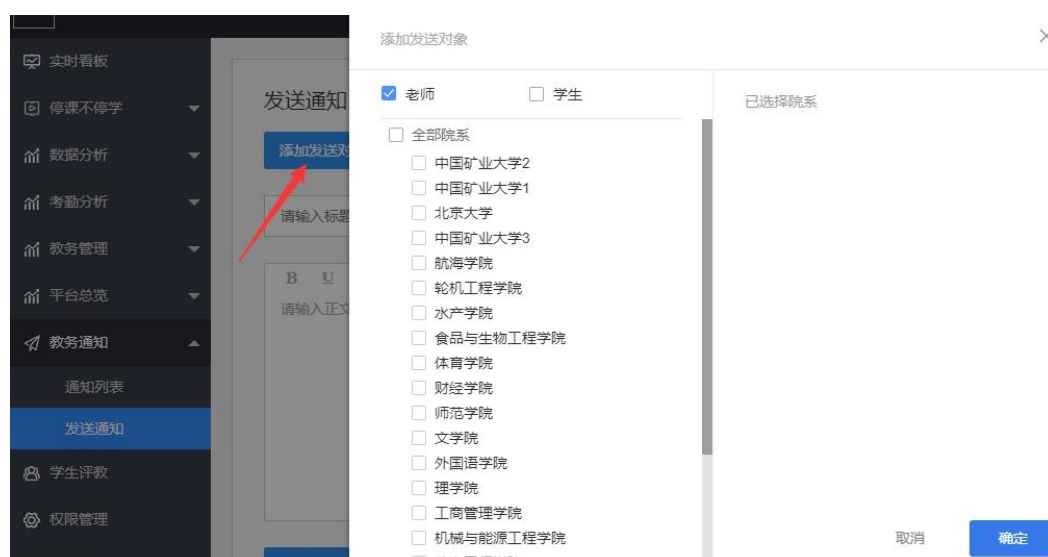 实时看板
停课不停学
数据分析
考勤分析
教务管理
平台总览
教务通知
通知列表
发送通知
学生评教
权限管理
发送通知
添加发送对
请输入标题
B U
请输入正文
添加发送对象
老师 学生
全部院系
中国矿业大学2
中国矿业大学1
北京大学
中国矿业大学3
航海学院
轮机工程学院
水产学院
食品与生物工程学院
体育学院
财经学院
师范学院
文学院
外国语学院
理学院
工商管理学院
机械与能源工程学院
已选择院系
取消 确定